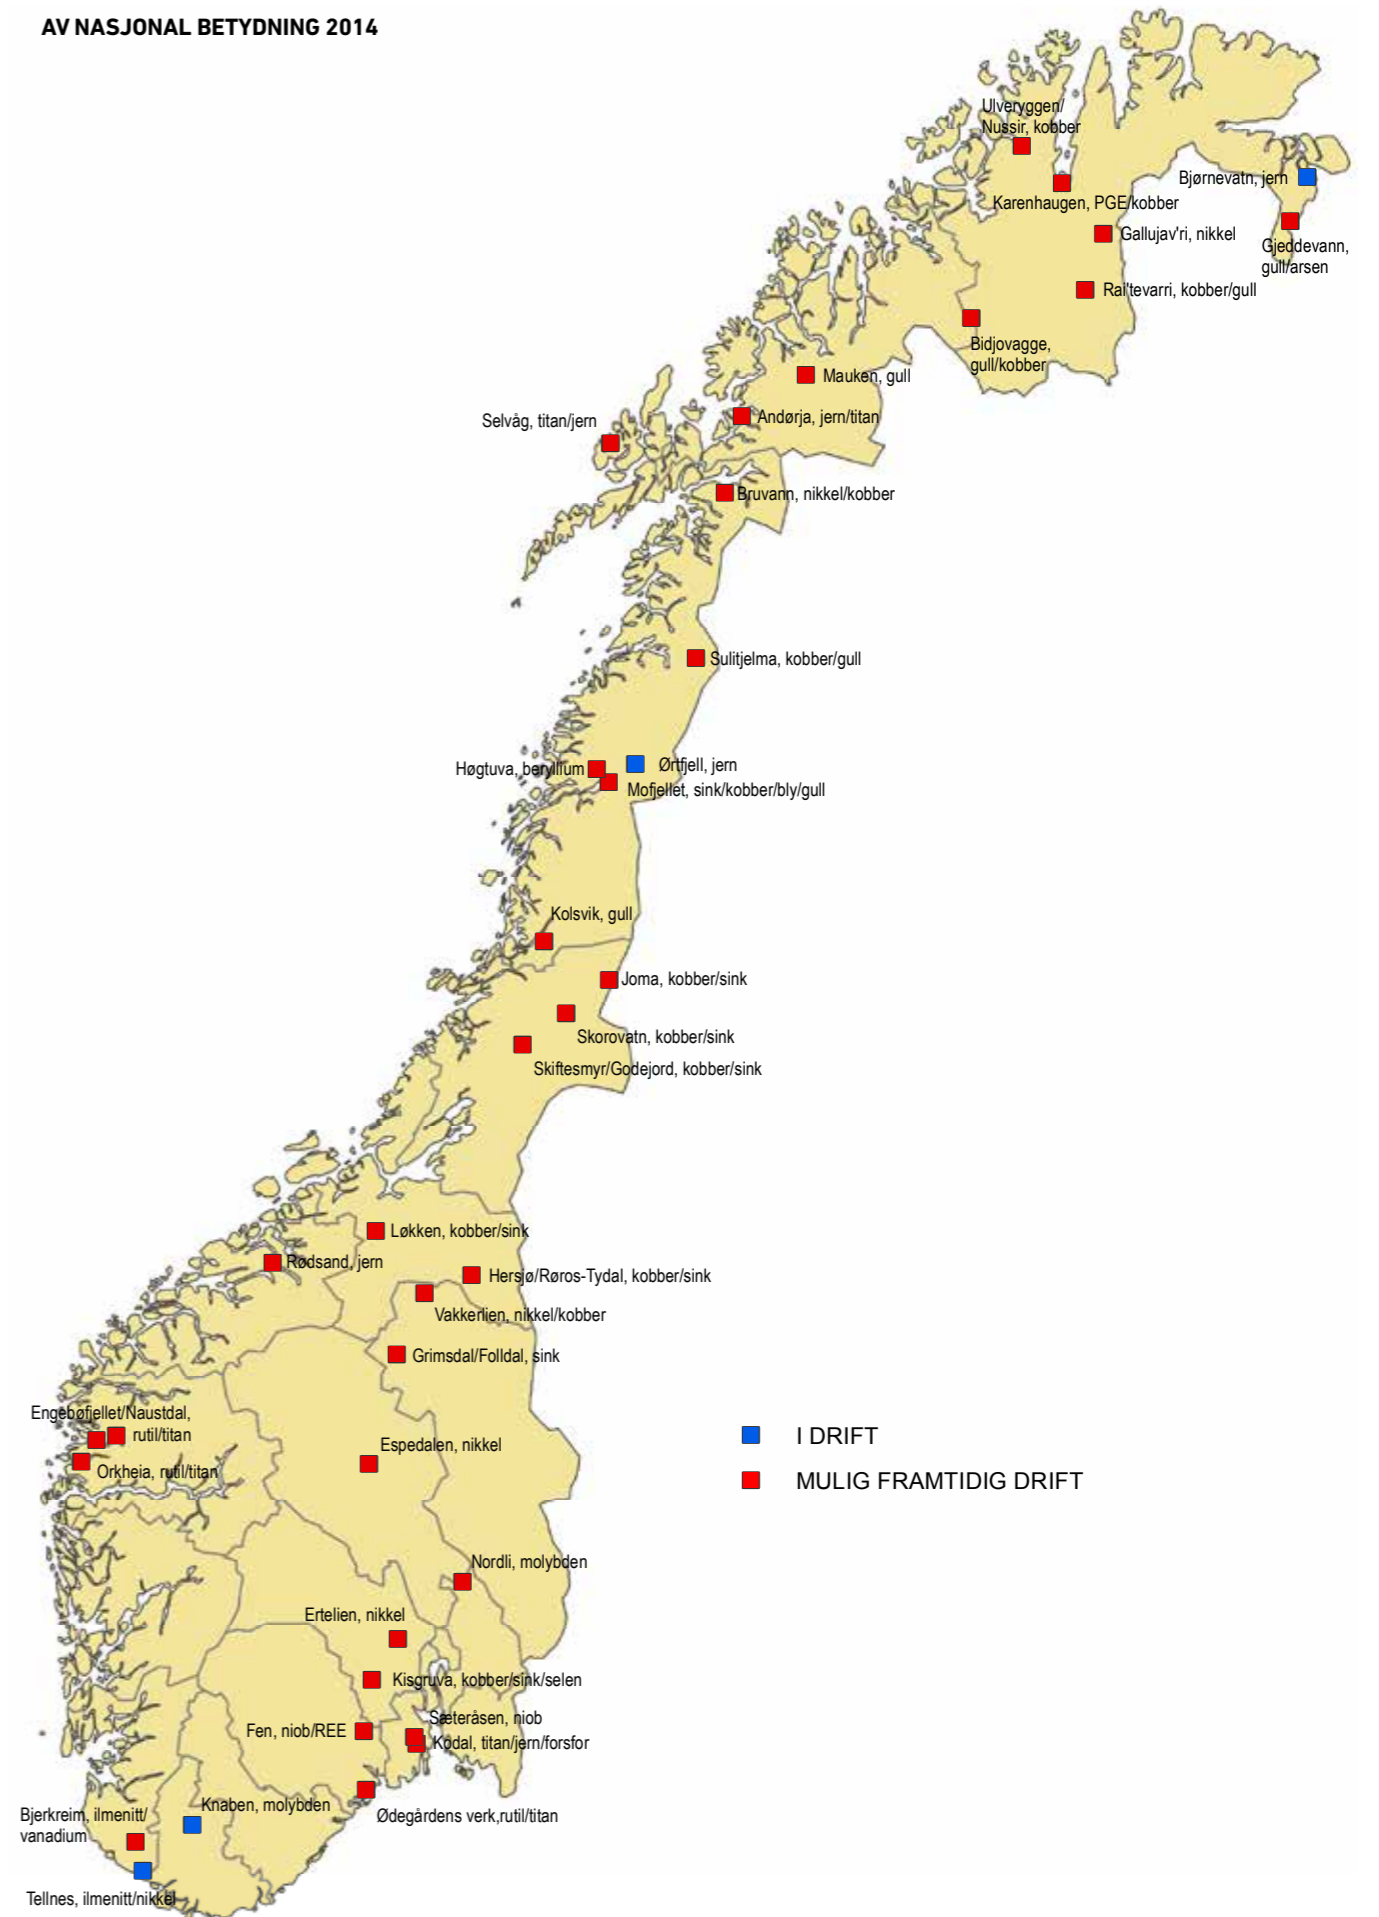 AV NASJONAL BETYDNING 2014
Ulveryggen/
Nussir, kobber
Bjørnevatn, jern
Karenhaugen, PGE/kobber
Gallujav'ri, nikkel
Gjeddevann,
gull/arsen
Rai'tevarri, kobber/gull
Bidjovagge,
gull/kobber
Mauken, gull
Andørja, jern/titan
Selvåg, titan/jern
Bruvann, nikkel/kobber
Sulitjelma, kobber/gull
Ørtfjell, jern
Høgtuva, beryllium
Mofjellet, sink/kobber/bly/gull
Kolsvik, gull
Joma, kobber/sink
Skorovatn, kobber/sink
Skiftesmyr/Godejord, kobber/sink
Løkken, kobber/sink
Rødsand, jern
Hersjø/Røros-Tydal, kobber/sink
Vakkerlien, nikkel/kobber
Grimsdal/Folldal, sink
Engebøfjellet/Naustdal,
rutil/titan
Orkheia, rutil/titan
Espedalen, nikkel
I DRIFT
MULIG FRAMTIDIG DRIFT
Nordli, molybden
Ertelien, nikkel
Kisgruva, kobber/sink/selen
Sæteråsen, niob
Fen, niob/REE
Kodal, titan/jern/forsfor
Knaben, molybden
Ødegårdens verk,rutil/titan
Bjerkreim, ilmenitt/
vanadium
Tellnes, ilmenitt/nikkel